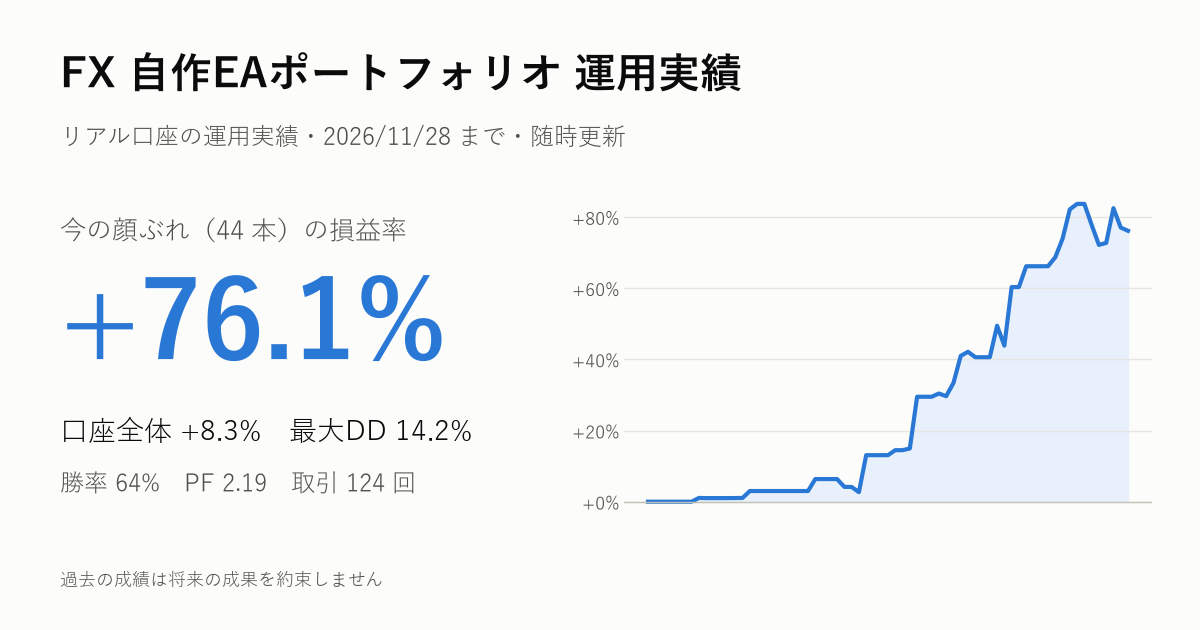 FX 自作EAポートフォリオ 運用実績
リアル口座の運用実績・2026/11/28 まで・随時更新
今の顔ぶれ（44 本）の損益率
+76.1%
口座全体 +8.3%　最大DD 14.2%
勝率 64%　PF 2.19　取引 124 回
+80%
+60%
+40%
+20%
+0%
過去の成績は将来の成果を約束しません